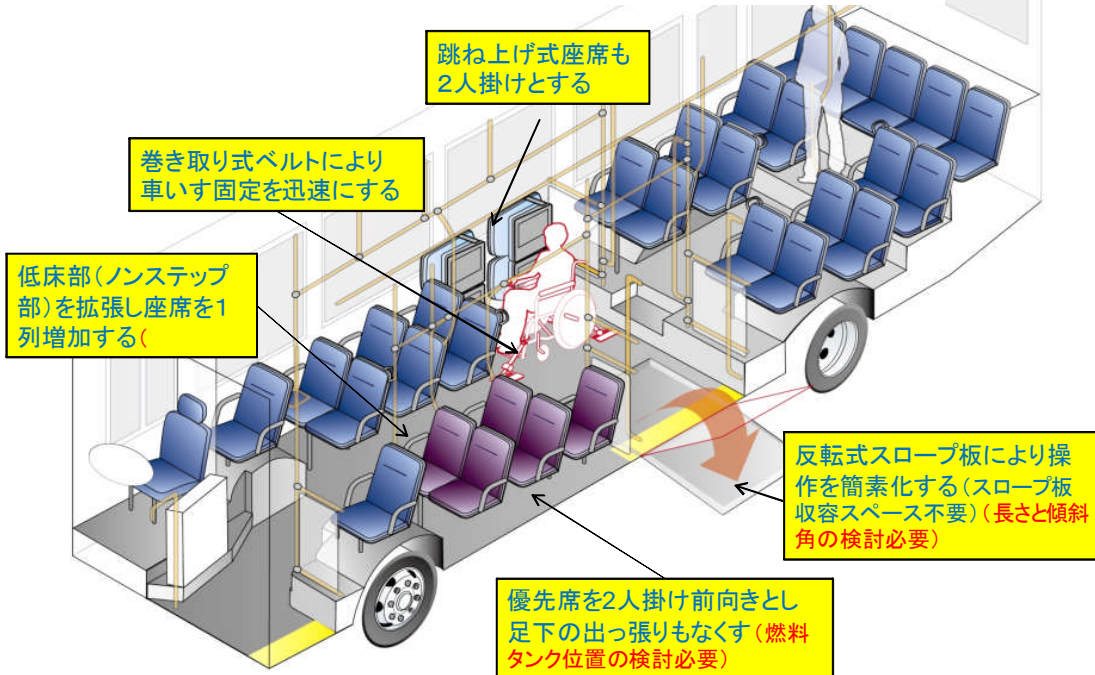 跳ね上げ式座席も
2人掛けとする
巻き取り式ベルトにより
車いす固定を迅速にする
低床部（ノンステップ
部）を拡張し座席を1
列増加する（
反転式スロープ板により操
作を簡素化する（スロープ板
収容スペース不要）（長さと傾斜
角の検討必要）
優先席を2人掛け前向きとし
足下の出っ張りもなくす（燃料
タンク位置の検討必要）